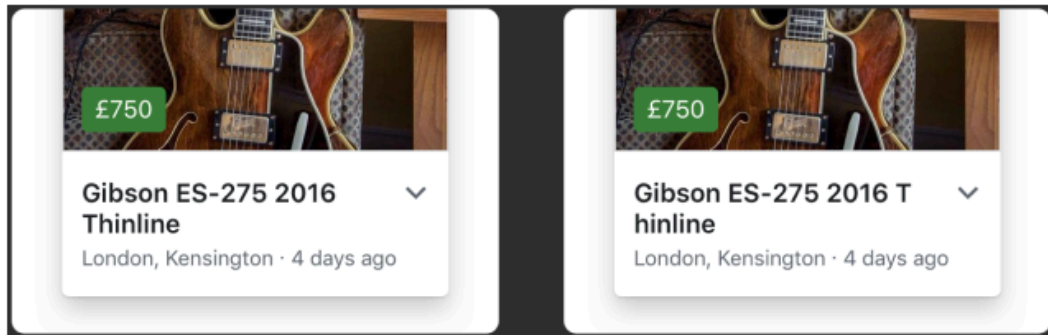 £750
Gibson ES-275 2016
Thinline
London, Kensington · 4 days ago
£750
Gibson ES-275 2016 T
hinline
London, Kensington · 4 days ago